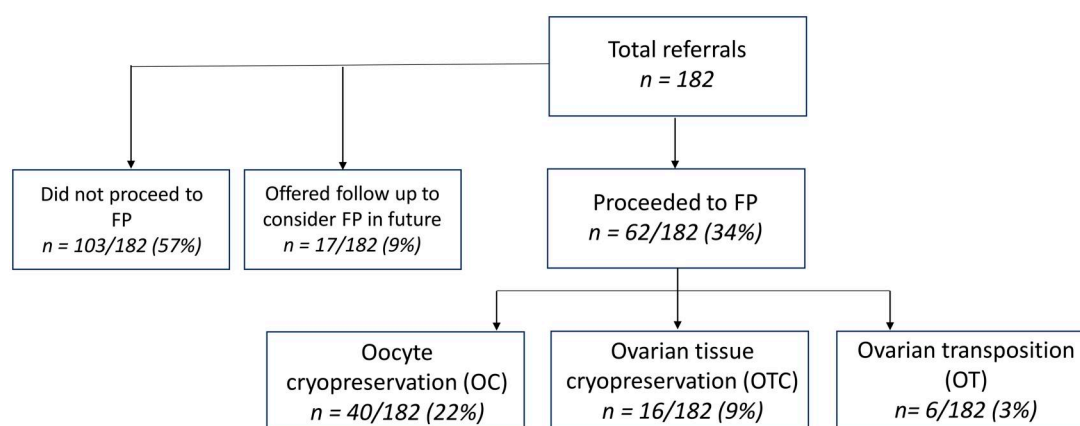 Total referrals
n = 182
Did not proceed to
FP
n = 103/182 (57%)
Offered follow up to
consider FP in future
n = 17/182 (9%)
Proceeded to FP
n = 62/182 (34%)
Oocyte
cryopreservation (OC)
n = 40/182 (22%)
Ovarian tissue
cryopreservation (OTC)
n = 16/182 (9%)
Ovarian transposition
(OT)
n= 6/182 (3%)